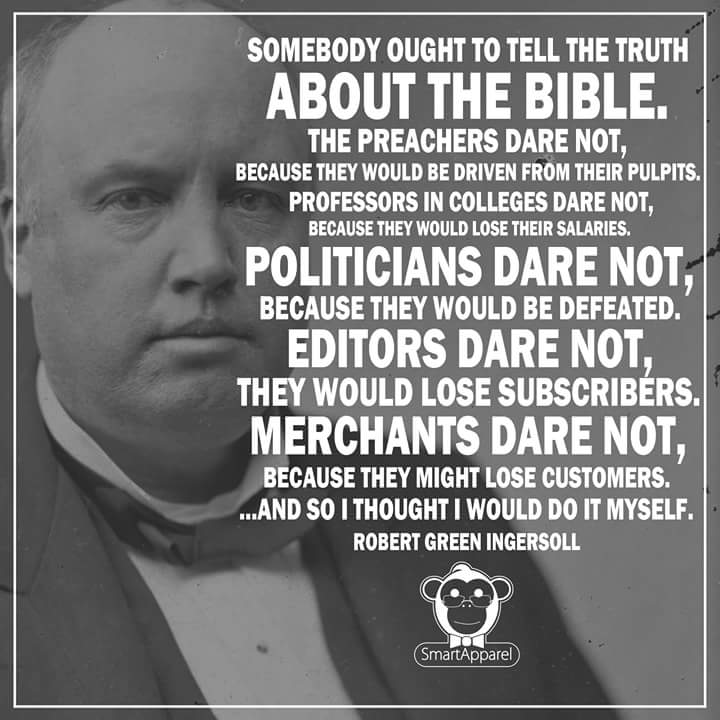 SOMEBODY OUGHT TO TELL THE TRUTH
ABOUT THE BIBLE.
THE PREACHERS DARE NOT,
BECAUSE THEY WOULD BE DRIVEN FROM THEIR PULPITS.
PROFESSORS IN COLLEGES DARE NOT,
BECAUSE THEY WOULD LOSE THEIR SALARIES.
POLITICIANS DARE NOT,
BECAUSE THEY WOULD BE DEFEATED.
EDITORS DARE NOT,
THEY WOULD LOSE SUBSCRIBERS.
MERCHANTS DARE NOT,
BECAUSE THEY MIGHT LOSE CUSTOMERS.
...AND SO I THOUGHT I WOULD DO IT MYSELF.
ROBERT GREEN INGERSOLL
SmartApparel